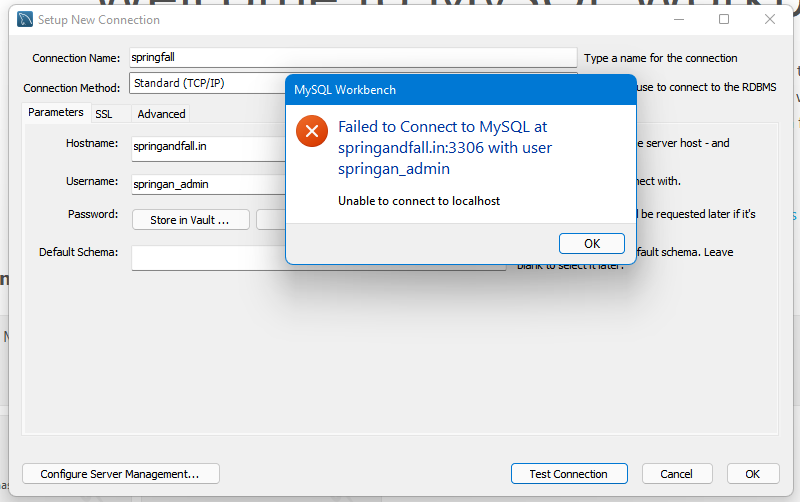 Setup New Connection
Connection Name: springfall Type a name for the connection
Connection Method: Standard (TCP/IP) use to connect to the RDBMS
Parameters SSL Advanced
Hostname: springandfall.in e server host - and
Username: springan_admin nect with.
Password: Store in Vault ... l be requested later if it's
Default Schema: fault schema. Leave
blank to select it later.
MySQL Workbench
Failed to Connect to MySQL at
springandfall.in:3306 with user
springan_admin
Unable to connect to localhost
OK
Configure Server Management... Test Connection Cancel OK